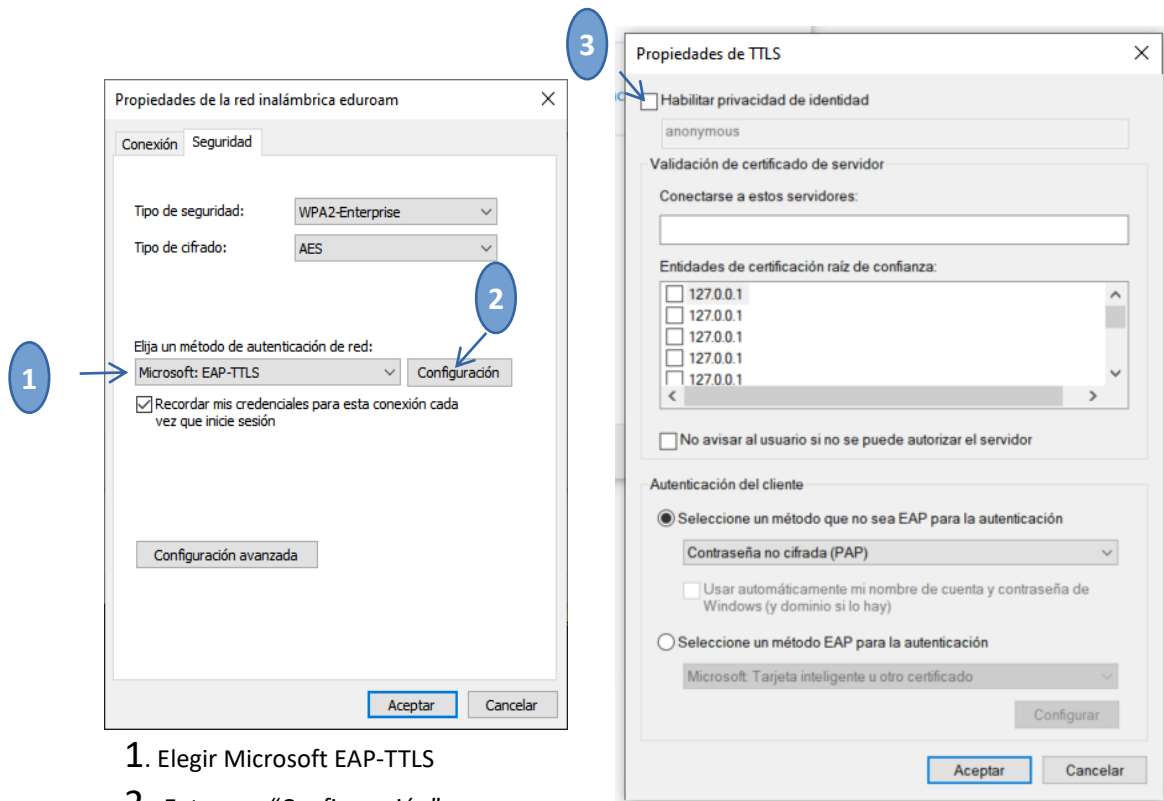 3
Propiedades de TTLS
Habilitar privacidad de identidad
anonymous
Validación de certificado de servidor
Conectarse a estos servidores:
Entidades de certificación raíz de confianza:
127.0.0.1
127.0.0.1
127.0.0.1
127.0.0.1
127.0.0.1
No avisar al usuario si no se puede autorizar el servidor
Autenticación del cliente
Seleccione un método que no sea EAP para la autenticación
Contraseña no cifrada (PAP)
Usar automáticamente mi nombre de cuenta y contraseña de
Windows (y dominio si lo hay)
Seleccione un método EAP para la autenticación
Microsoft: Tarjeta inteligente u otro certificado
Configurar
Aceptar Cancelar
Propiedades de la red inalámbrica eduroam
Conexión Seguridad
Tipo de seguridad: WPA2-Enterprise
Tipo de cifrado: AES
2
Elija un método de autenticación de red:
1
Microsoft: EAP-TTLS Configuración
Recordar mis credenciales para esta conexión cada
vez que inicie sesión
Configuración avanzada
Aceptar Cancelar
1. Elegir Microsoft EAP-TTLS